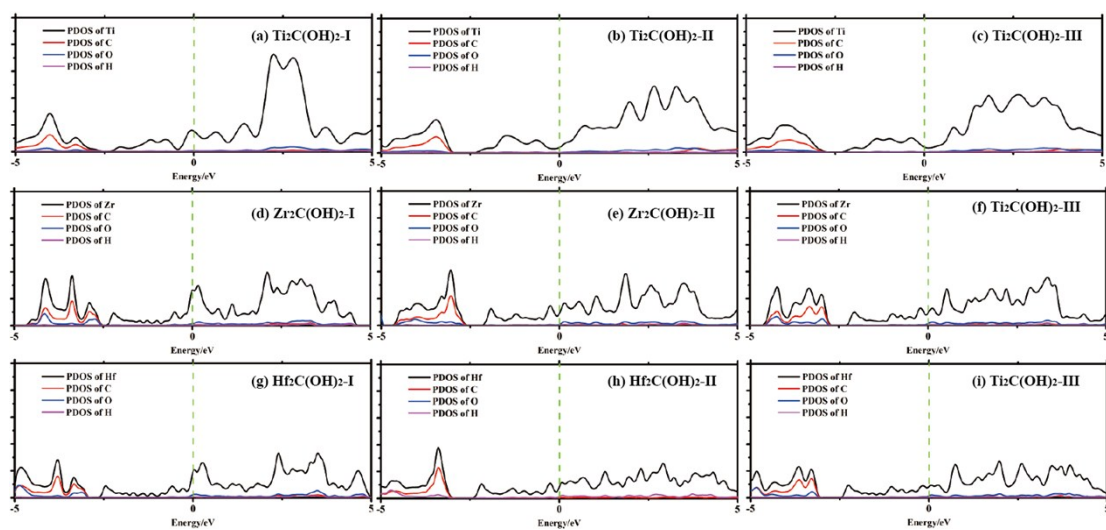 PDOS of Ti
PDOS of C
PDOS of O
PDOS of H
(a) Ti2C(OH)2-I
-5 0 5
Energy/eV
PDOS of Ti
PDOS of C
PDOS of O
PDOS of H
(b) Ti2C(OH)2-II
-5 0 5
Energy/eV
PDOS of Ti
PDOS of C
PDOS of O
PDOS of H
(c) Ti2C(OH)2-III
-5 0 5
Energy/eV
PDOS of Zr
PDOS of C
PDOS of O
PDOS of H
(d) Zr2C(OH)2-I
-5 0 5
Energy/eV
PDOS of Zr
PDOS of C
PDOS of O
PDOS of H
(e) Zr2C(OH)2-II
-5 0 5
Energy/eV
PDOS of Zr
PDOS of C
PDOS of O
PDOS of H
(f) Ti2C(OH)2-III
-5 0 5
Energy/eV
PDOS of Hf
PDOS of C
PDOS of O
PDOS of H
(g) Hf2C(OH)2-I
-5 0 5
Energy/eV
PDOS of Hf
PDOS of C
PDOS of O
PDOS of H
(h) Hf2C(OH)2-II
-5 0 5
Energy/eV
PDOS of Hf
PDOS of C
PDOS of O
PDOS of H
(i) Ti2C(OH)2-III
-5 0 5
Energy/eV